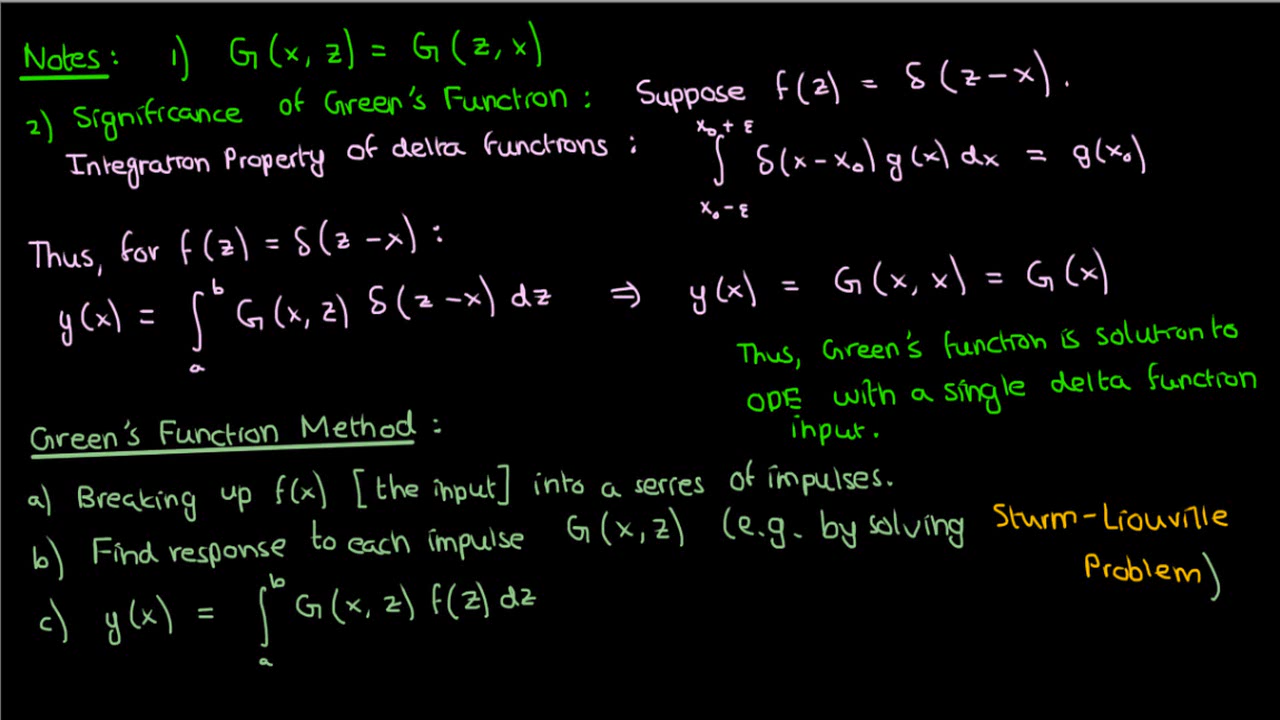 Notes: 1) G(x, z) = G(z, x)
2) Significance of Green's Function: Suppose f(z) = δ(z-x).
Integration Property of delta functions: ∫_{x₀-ε}^{x₀+ε} δ(x-x₀) g(x) dx = g(x₀)
Thus, for f(z) = δ(z-x):
y(x) = ∫_a^b G(x, z) δ(z-x) dz ⇒ y(x) = G(x, x) = G(x)
Thus, Green's function is solution to
ODE with a single delta function
input.
Green's Function Method:
a) Breaking up f(x) [the input] into a series of impulses.
b) Find response to each impulse G(x, z) (e.g. by solving Sturm-Liouville
Problem)
c) y(x) = ∫_a^b G(x, z) f(z) dz